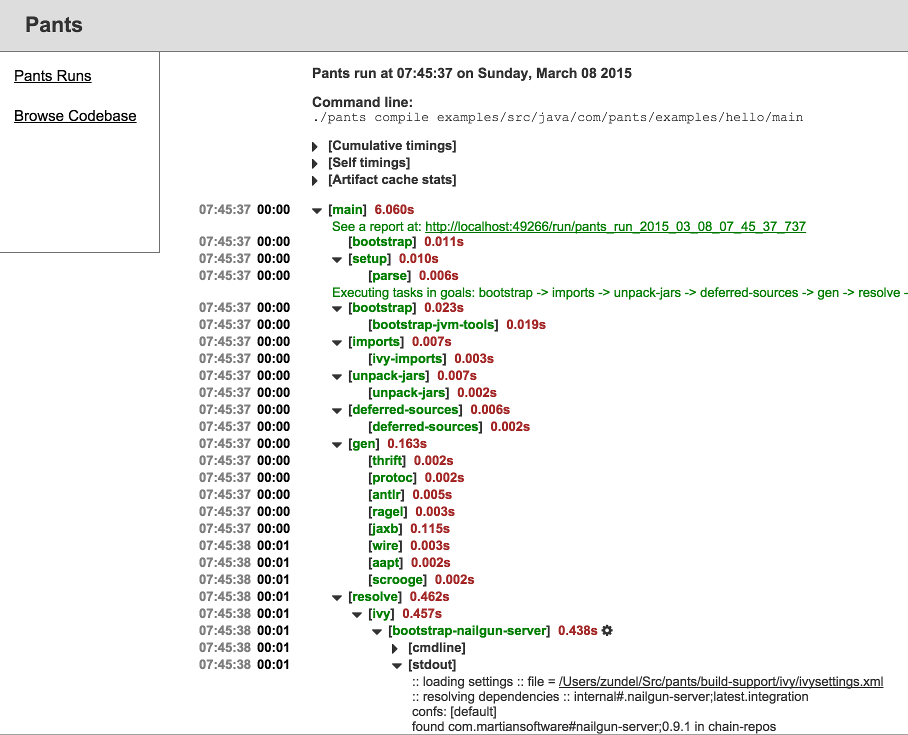 Pants
Pants Runs
Browse Codebase
Pants run at 07:45:37 on Sunday, March 08 2015
Command line:
./pants compile examples/src/java/com/pants/examples/hello/main
[Cumulative timings]
[Self timings]
[Artifact cache stats]
07:45:37 00:00 [main] 6.060s
See a report at: http://localhost:49266/run/pants_run_2015_03_08_07_45_37_737
07:45:37 00:00 [bootstrap] 0.011s
07:45:37 00:00 [setup] 0.010s
07:45:37 00:00 [parse] 0.006s
Executing tasks in goals: bootstrap -> imports -> unpack-jars -> deferred-sources -> gen -> resolve -
07:45:37 00:00 [bootstrap] 0.023s
07:45:37 00:00 [bootstrap-jvm-tools] 0.019s
07:45:37 00:00 [imports] 0.007s
07:45:37 00:00 [ivy-imports] 0.003s
07:45:37 00:00 [unpack-jars] 0.007s
07:45:37 00:00 [unpack-jars] 0.002s
07:45:37 00:00 [deferred-sources] 0.006s
07:45:37 00:00 [deferred-sources] 0.002s
07:45:37 00:00 [gen] 0.163s
07:45:37 00:00 [thrift] 0.002s
07:45:37 00:00 [protoc] 0.002s
07:45:37 00:00 [antlr] 0.005s
07:45:37 00:00 [ragel] 0.003s
07:45:37 00:00 [jaxb] 0.115s
07:45:38 00:01 [wire] 0.003s
07:45:38 00:01 [aapt] 0.002s
07:45:38 00:01 [scrooge] 0.002s
07:45:38 00:01 [resolve] 0.462s
07:45:38 00:01 [ivy] 0.457s
07:45:38 00:01 [bootstrap-nailgun-server] 0.438s
07:45:38 00:01 [cmdline]
07:45:38 00:01 [stdout]
:: loading settings :: file = /Users/zundel/Src/pants/build-support/ivy/ivysettings.xml
:: resolving dependencies :: internal#.nailgun-server;latest.integration
confs: [default]
found com.martiansoftware#nailgun-server;0.9.1 in chain-repos